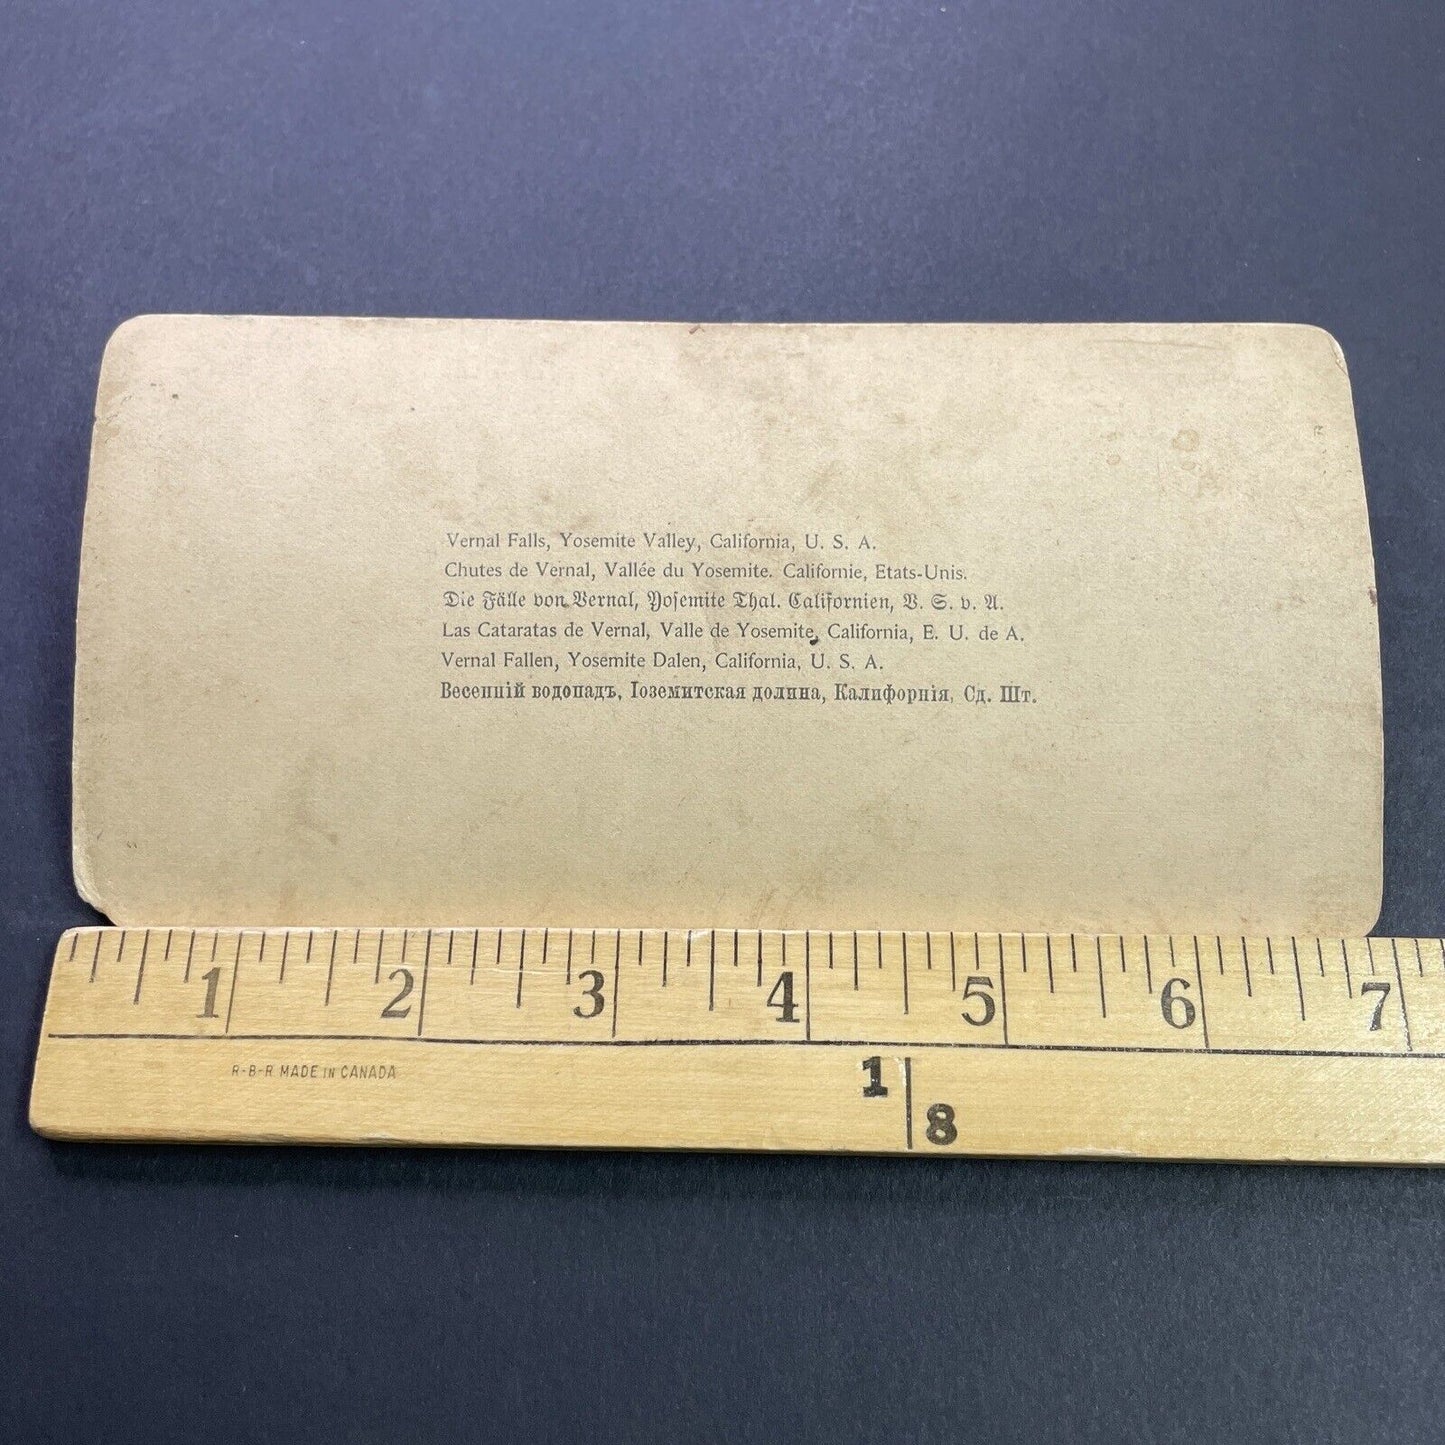 Vernal Falls, Yosemite Valley, California, U. S. A.
Chutes de Vernal, Vallée du Yosemite. Californie, Etats-Unis.
Die Fälle von Vernal, Yosemite Thal. Californien, V. S. v. A.
Las Cataratas de Vernal, Valle de Yosemite, California, E. U. de A.
Vernal Fallen, Yosemite Dalen, California, U. S. A.
Весенній водопадъ, Іоземитская долина, Калифорнія, Сд. Шт.
1 2 3 4 5 6 7
R-B-R MADE IN CANADA
1
8